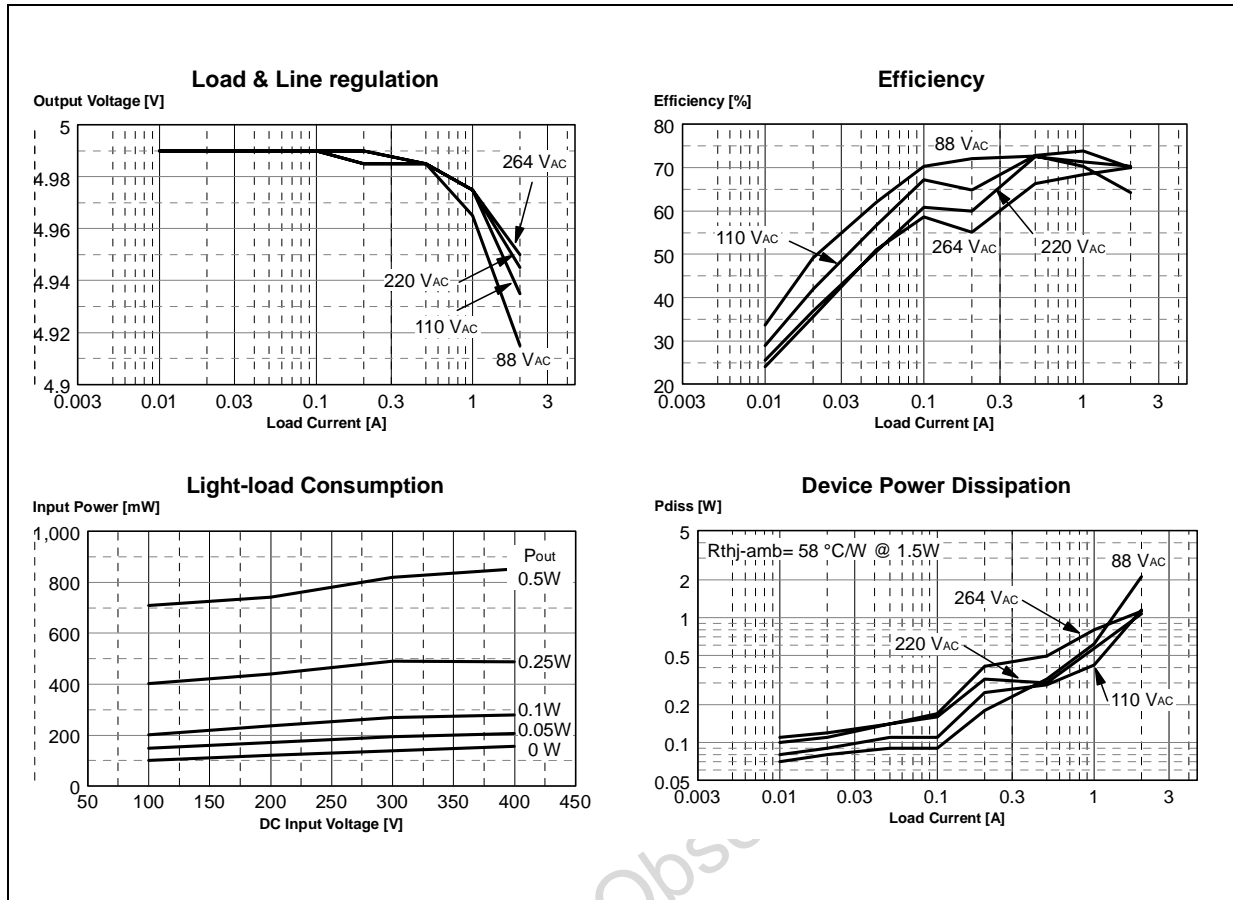 Load & Line regulation
Output Voltage [V]
5
4.98
4.96
4.94
4.92
4.9
264 VAC
220 VAC
110 VAC
88 VAC
0.003 0.01 0.03 0.1 0.3 1 3
Load Current [A]
Efficiency
Efficiency [%]
80
70
60
50
40
30
20
88 VAC
110 VAC
264 VAC
220 VAC
0.003 0.01 0.03 0.1 0.3 1 3
Load Current [A]
Light-load Consumption
Input Power [mW]
1,000
800
600
400
200
0
Pout
0.5W
0.25W
0.1W
0.05W
0 W
50 100 150 200 250 300 350 400 450
DC Input Voltage [V]
Device Power Dissipation
Pdiss [W]
5
2
1
0.5
0.2
0.1
0.05
Rthj-amb= 58 °C/W @ 1.5W
88 VAC
264 VAC
220 VAC
110 VAC
0.003 0.01 0.03 0.1 0.3 1 3
Load Current [A]